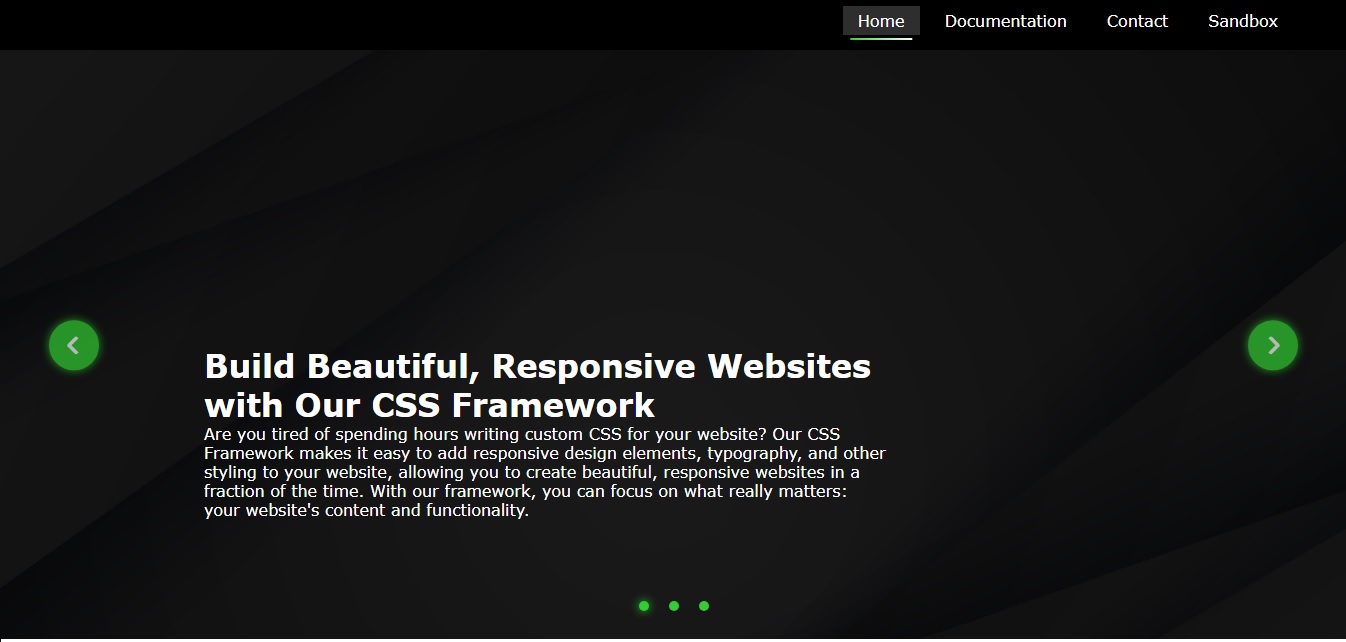 Home Documentation Contact Sandbox
Build Beautiful, Responsive Websites
with Our CSS Framework
Are you tired of spending hours writing custom CSS for your website? Our CSS
Framework makes it easy to add responsive design elements, typography, and other
styling to your website, allowing you to create beautiful, responsive websites in a
fraction of the time. With our framework, you can focus on what really matters:
your website's content and functionality.